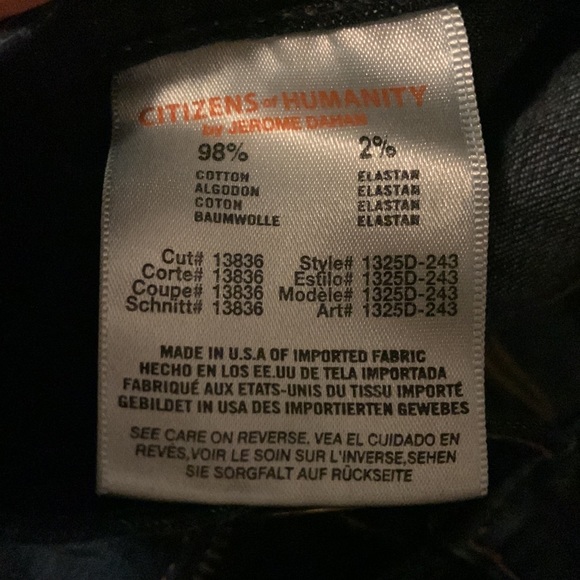 CITIZENS of HUMANITY
by JEROME DAHAN
98% 2%
COTTON ELASTAN
ALGODON ELASTAN
COTON ELASTAN
BAUMWOLLE ELASTAN
Cut# 13836 Style# 1325D-243
Corte# 13836 Estilo# 1325D-243
Coupe# 13836 Modèle# 1325D-243
Schnitt# 13836 Art# 1325D-243
MADE IN U.S.A OF IMPORTED FABRIC
HECHO EN LOS EE.UU DE TELA IMPORTADA
FABRIQUÉ AUX ETATS-UNIS DU TISSU IMPORTÉ
GEBILDET IN USA DES IMPORTIERTEN GEWEBES
SEE CARE ON REVERSE. VEA EL CUIDADO EN
REVÉS,VOIR LE SOIN SUR L'INVERSE,SEHEN
SIE SORGFALT AUF RÜCKSEITE